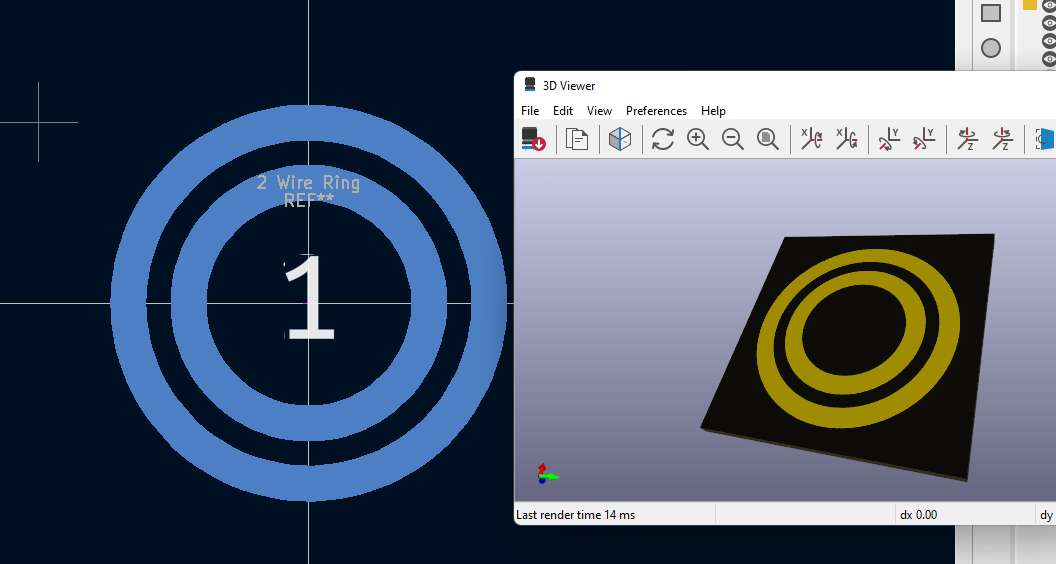 2 Wire Ring
REF**
1
3D Viewer
File Edit View Preferences Help
X X Y Y Z Z
Last render time 14 ms
dx 0.00
dy